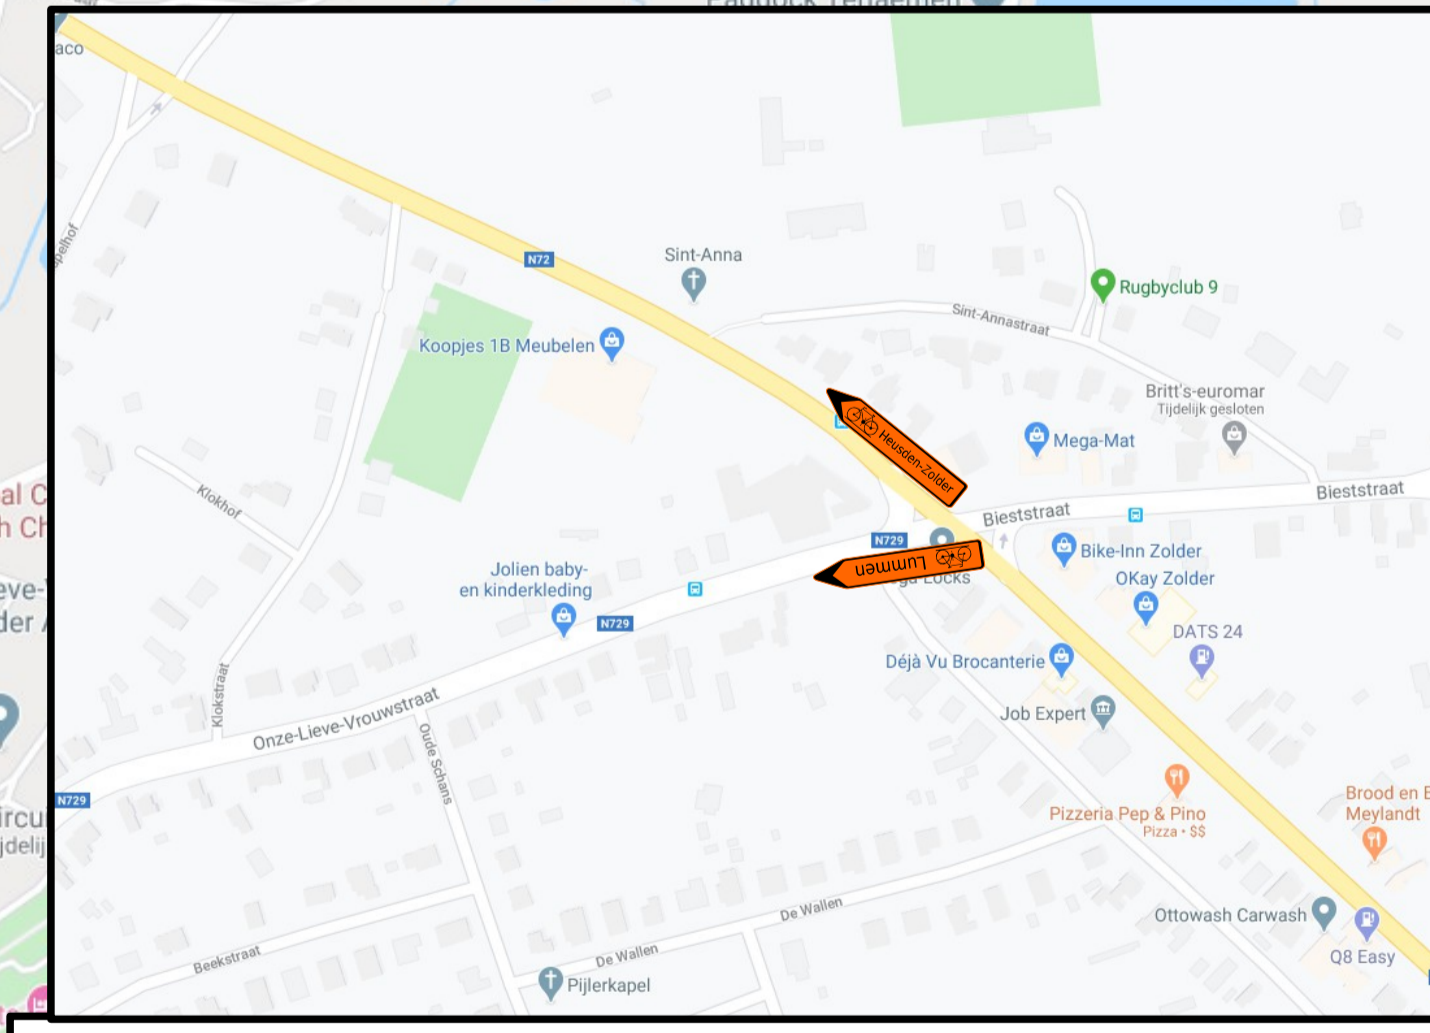 Paddock Terlaemen
aco
N72
Sint-Anna
Rugbyclub 9
Sint-Annastraat
Koopjes 1B Meubelen
Britt's-euromar
Tijdelijk gesloten
Heusden-Zolder
Mega-Mat
Klokhof
Bieststraat
Bieststraat
N729
Lummen
Bike-Inn Zolder
OKay Zolder
Jolien baby-
en kinderkleding
N729
DATS 24
Déjà Vu Brocanterie
Klokstraat
Onze-Lieve-Vrouwstraat
Oude Schans
Job Expert
N729
Pizzeria Pep & Pino
Pizza • $$
Brood en B
Meylandt
De Wallen
Ottowash Carwash
Q8 Easy
Beekstraat
De Wallen
Pijlerkapel